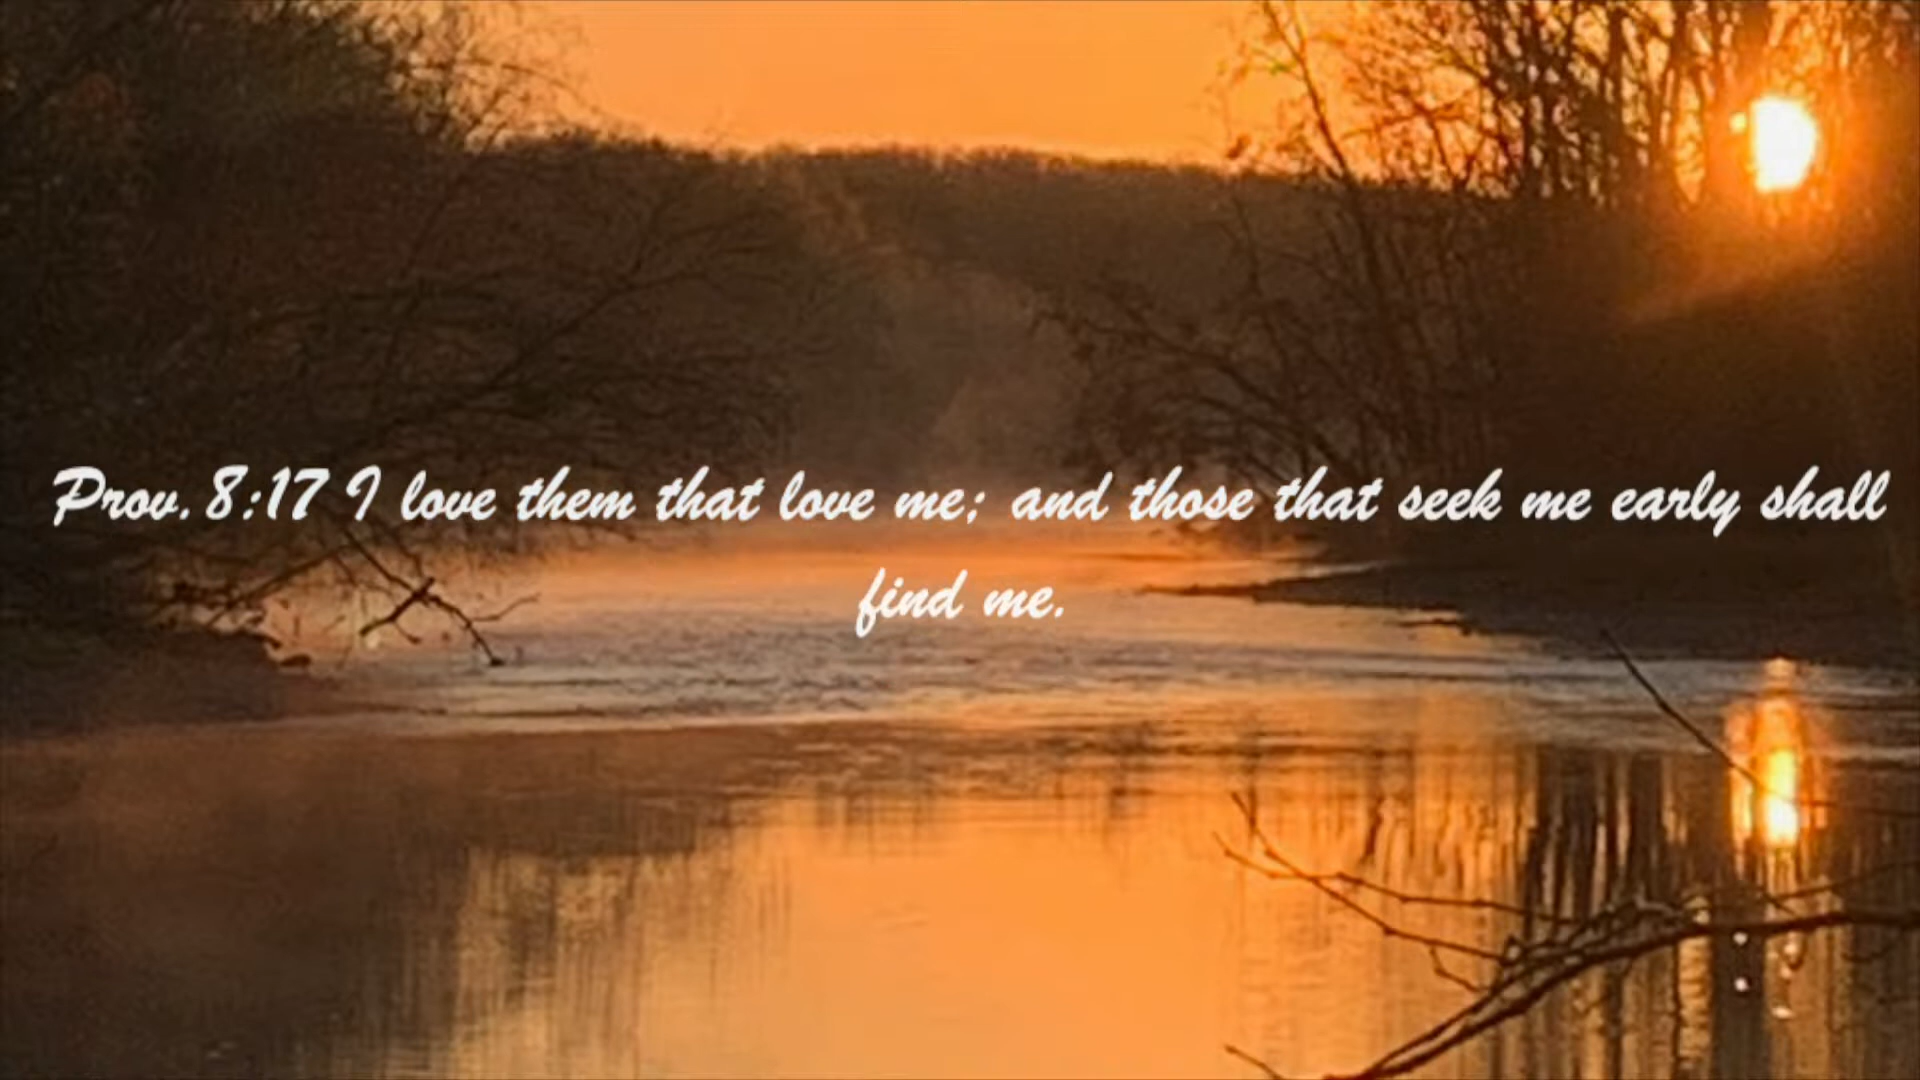 Prov. 8:17 I love them that love me; and those that seek me early shall
find me.